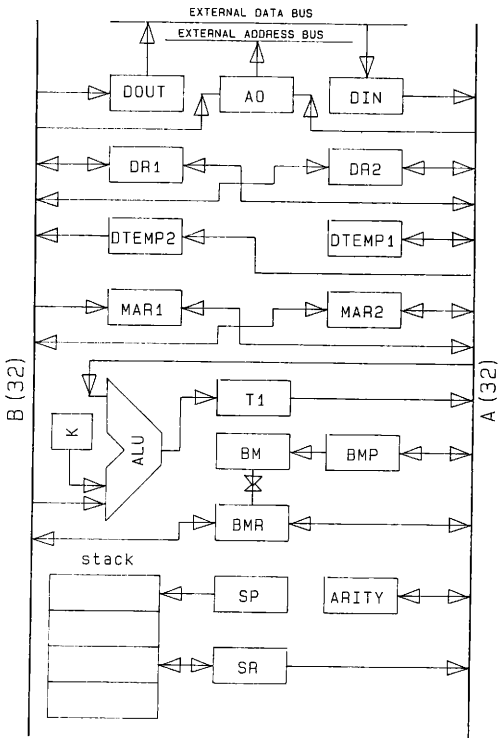 EXTERNAL DATA BUS
EXTERNAL ADDRESS BUS
DOUT
AO
DIN
DR1
DR2
DTEMP2
DTEMP1
MAR1
MAR2
B (32)
A (32)
K
ALU
T1
BM
BMP
BMR
stack
SP
ARITY
SR